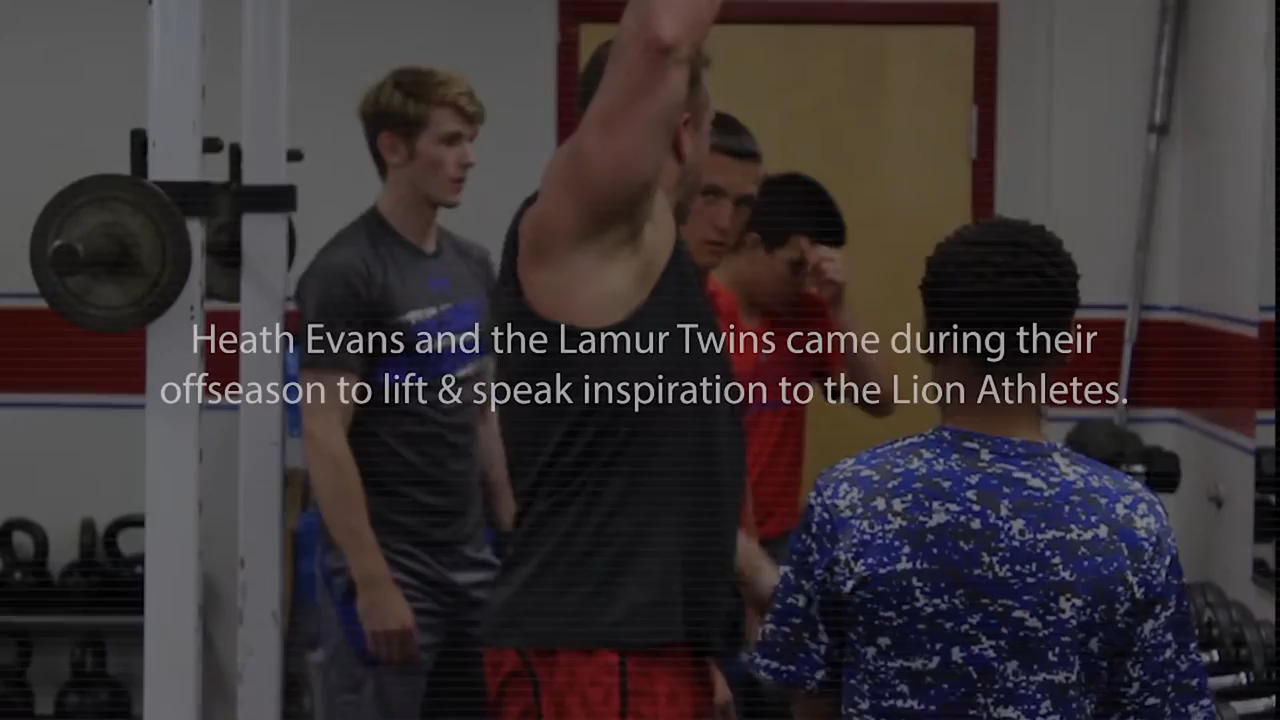 Heath Evans and the Lamur Twins came during their
offseason to lift & speak inspiration to the Lion Athletes.